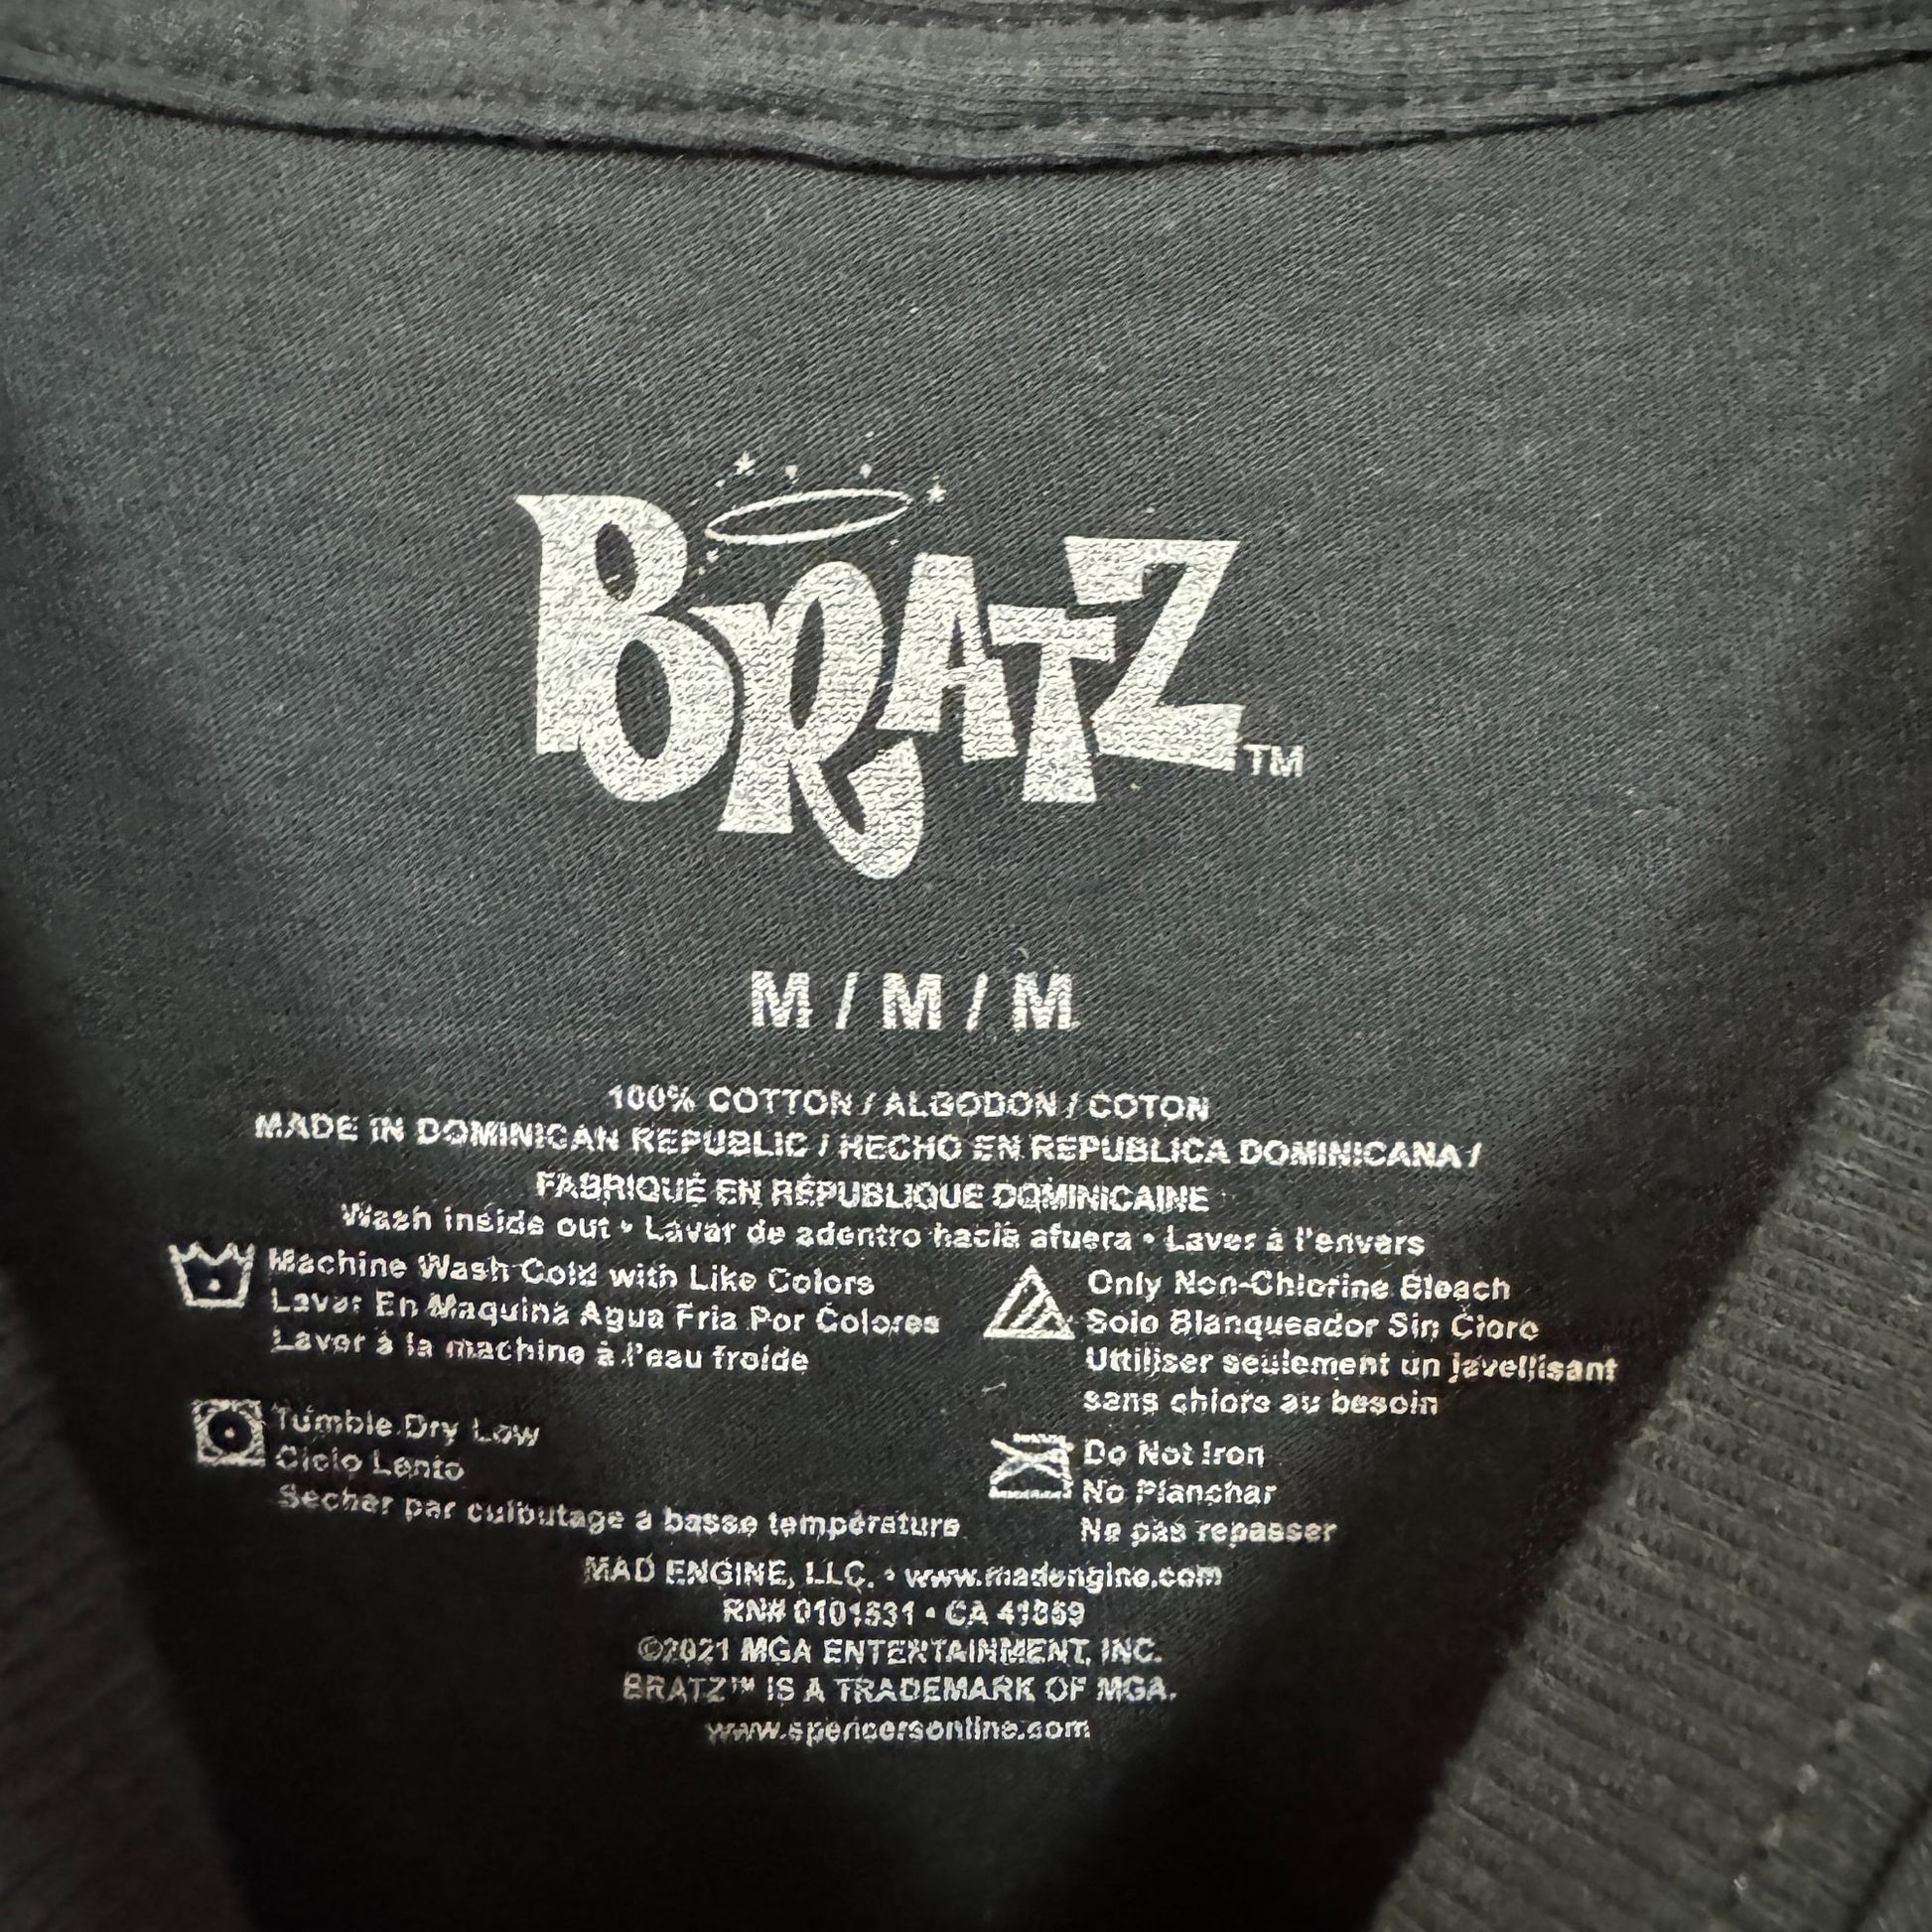 BRATZ™
M / M / M
100% COTTON / ALGODON / COTON
MADE IN DOMINICAN REPUBLIC / HECHO EN REPUBLICA DOMINICANA /
FABRIQUÉ EN RÉPUBLIQUE DOMINICAINE
Wash inside out • Lavar de adentro hacia afuera • Laver à l'envers
Machine Wash Cold with Like Colors
Lavar En Maquina Agua Fria Por Colores
Laver à la machine à l'eau froide
Only Non-Chlorine Bleach
Solo Blanqueador Sin Cloro
Uttiliser seulement un javellisant
sans chlore au besoin
Tumble Dry Low
Ciclo Lento
Sécher par culbutage a basse température
Do Not Iron
No Planchar
Ne pas repasser
MAD ENGINE, LLC. • www.madengine.com
RN# 0101531 • CA 41369
©2021 MGA ENTERTAINMENT, INC.
BRATZ™ IS A TRADEMARK OF MGA.
www.spencersonline.com